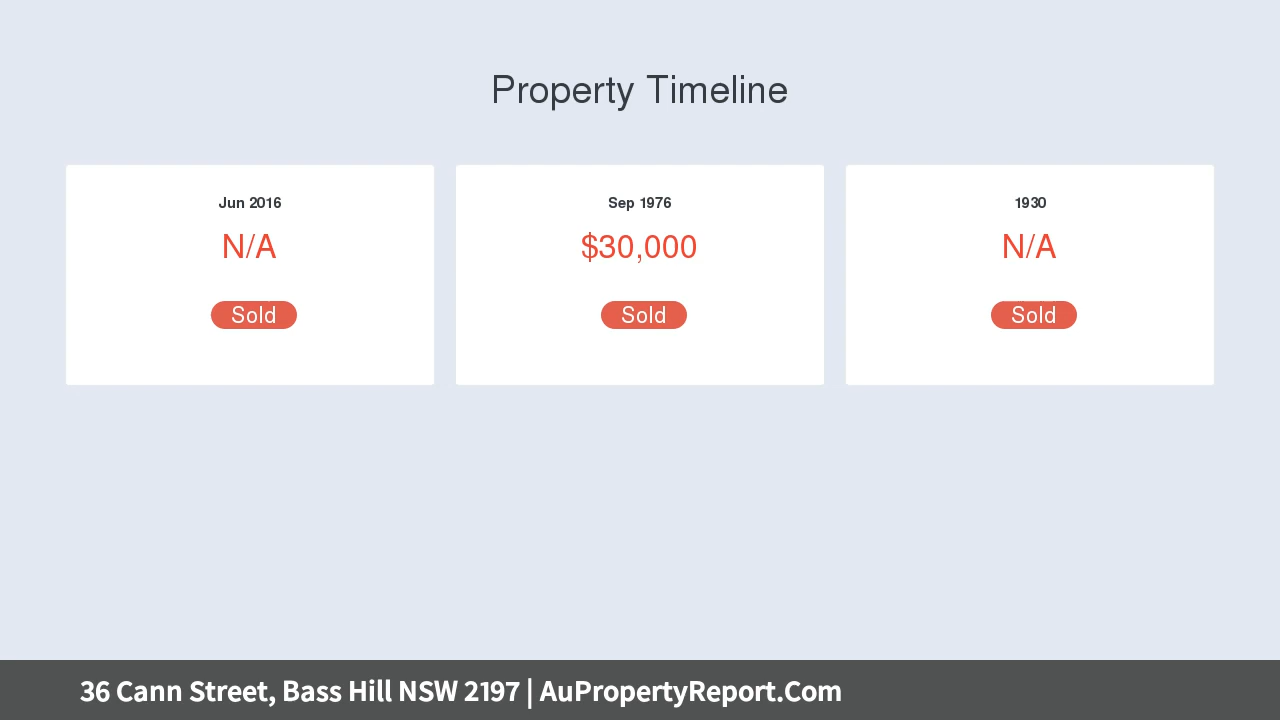 Property Timeline
Jun 2016
N/A
Sold
Sep 1976
$30,000
Sold
1930
N/A
Sold
36 Cann Street, Bass Hill NSW 2197 | AuPropertyReport.Com